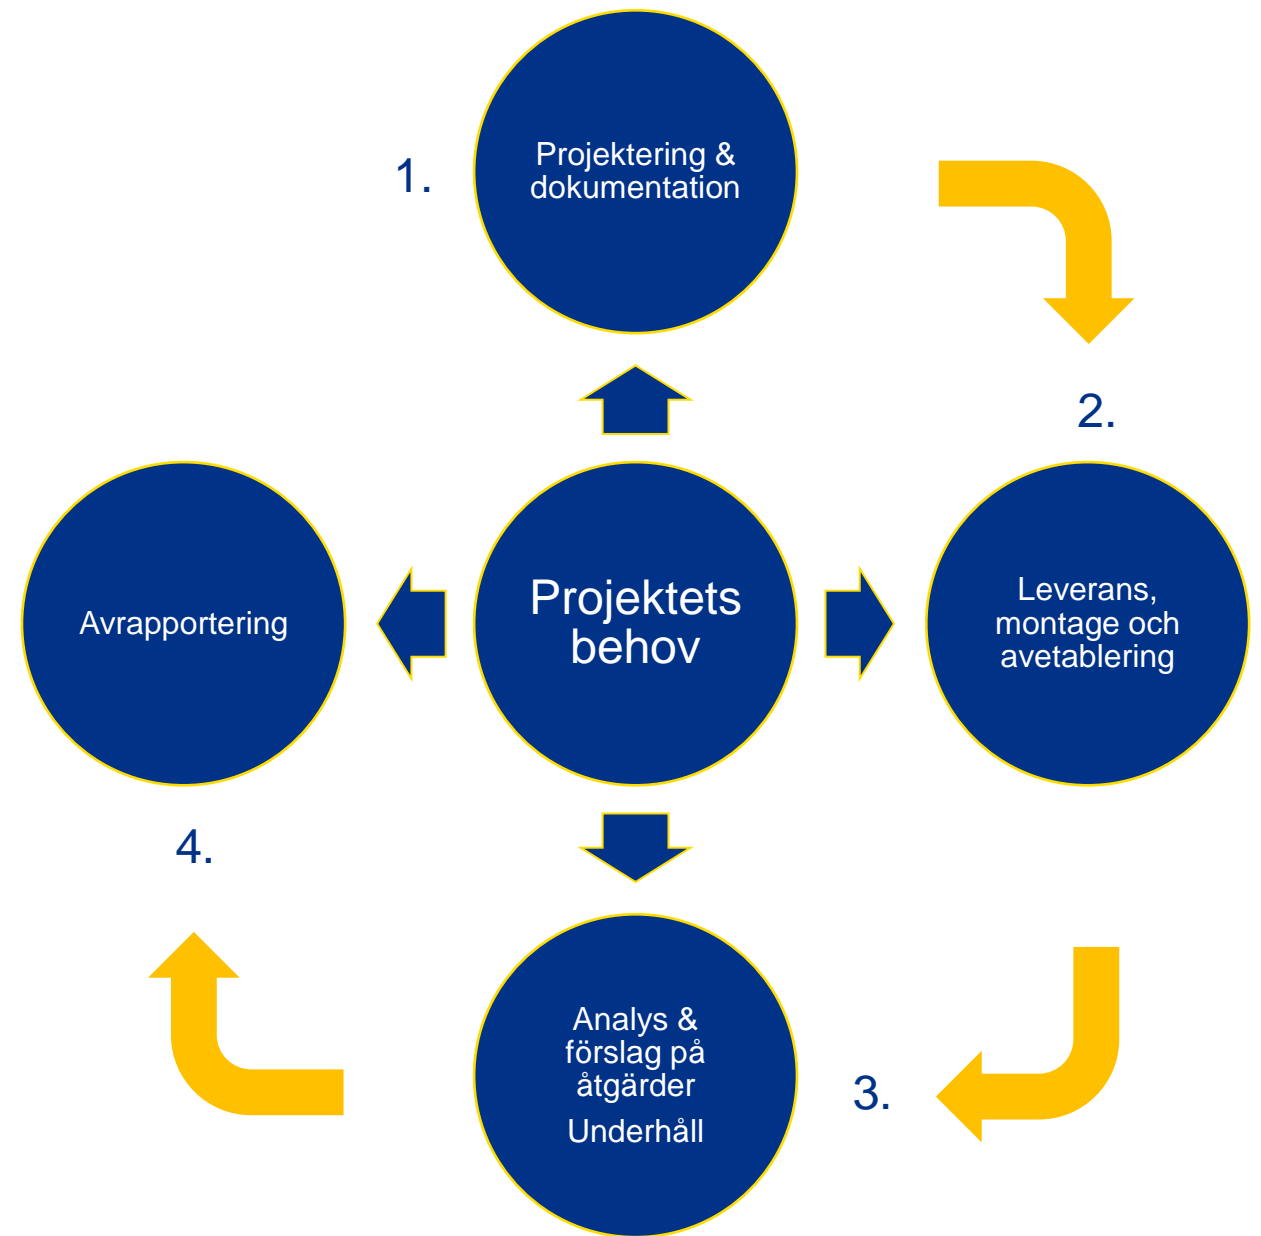 1.
Projektering &
dokumentation
2.
Avrapportering
Projektets
behov
Leverans,
montage och
avetablering
4.
Analys &
förslag på
åtgärder
Underhåll
3.